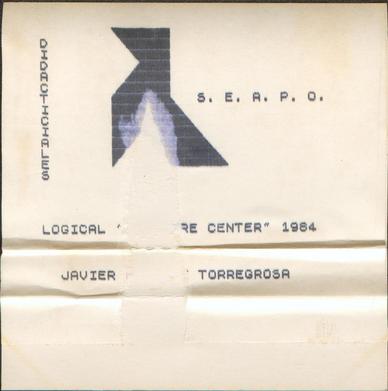 DIDACTICIALES
S. E. A. P. O.
LOGICAL " RE CENTER" 1984
JAVIER TORREGROSA